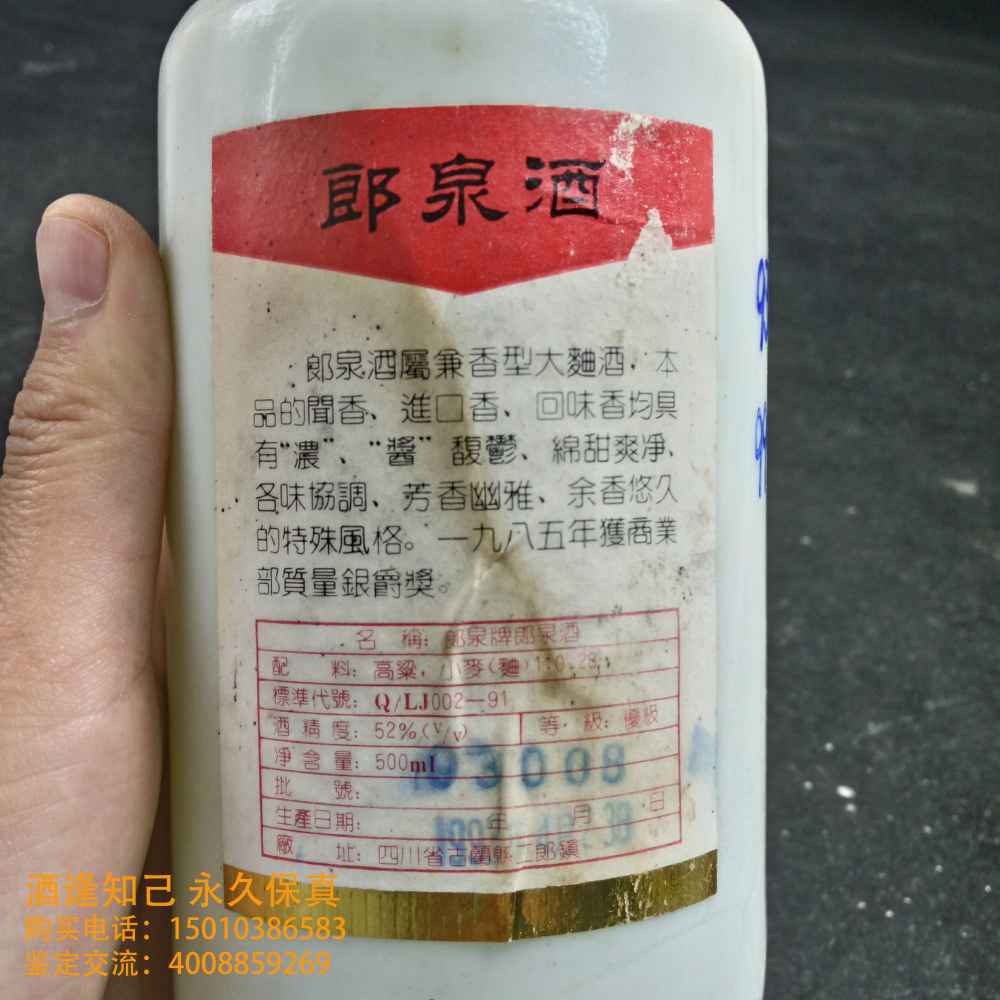 郎泉酒
郎泉酒屬兼香型大麯酒,本
品的聞香、進口香、回味香均具
有“濃”、“醬”馥鬱、綿甜爽净、
各味協調、芳香幽雅、余香悠久
的特殊風格。一九八五年獲商業
部質量銀爵獎。
名 稱: 郎泉牌郎泉酒
配 料: 高粱,小麥(麯)1:0.28
標準代號: Q/LJ002—91
酒精度: 52%(V/V) 等 級: 優級
净含量: 500ml
批 號: 93008
生產日期: 年 月 日
廠 址: 四川省古藺縣二郎鎮
酒逢知己 永久保真
购买电话：15010386583
鉴定交流：4008859269